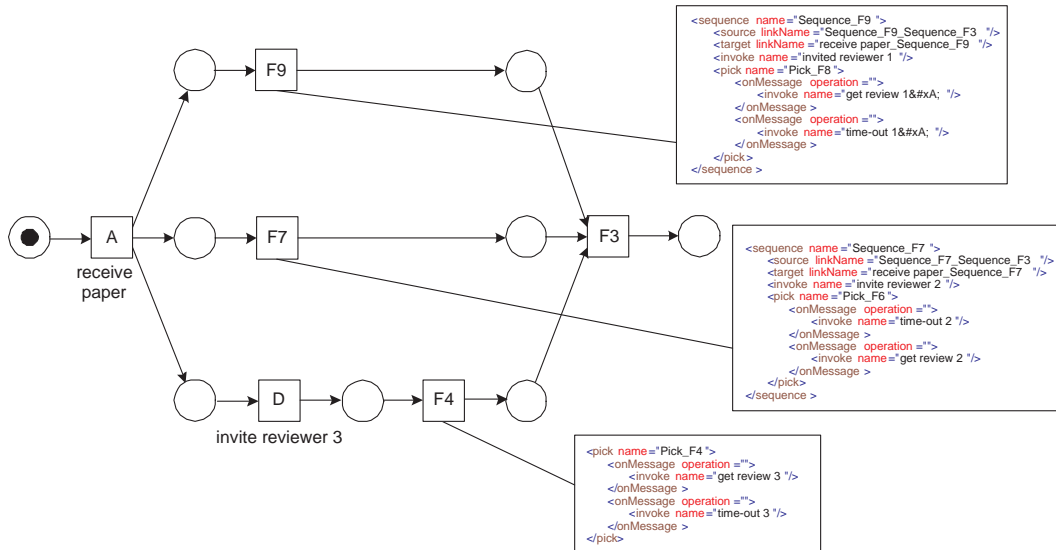 <sequence name="Sequence_F9 ">
<source linkName ="Sequence_F9_Sequence_F3 "/>
<target linkName ="receive paper_Sequence_F9 "/>
<invoke name="invited reviewer 1 "/>
<pick name="Pick_F8 ">
<onMessage operation ="">
<invoke name="get review 1&#xA; "/>
</onMessage >
<onMessage operation ="">
<invoke name="time-out 1&#xA; "/>
</onMessage >
</pick>
</sequence >
F9
A
receive
paper
F7
F3
<sequence name="Sequence_F7 ">
<source linkName ="Sequence_F7_Sequence_F3 "/>
<target linkName ="receive paper_Sequence_F7 "/>
<invoke name="invite reviewer 2 "/>
<pick name="Pick_F6 ">
<onMessage operation ="">
<invoke name="time-out 2 "/>
</onMessage >
<onMessage operation ="">
<invoke name="get review 2 "/>
</onMessage >
</pick>
</sequence >
D
invite reviewer 3
F4
<pick name="Pick_F4 ">
<onMessage operation ="">
<invoke name="get review 3 "/>
</onMessage >
<onMessage operation ="">
<invoke name="time-out 3 "/>
</onMessage >
</pick>